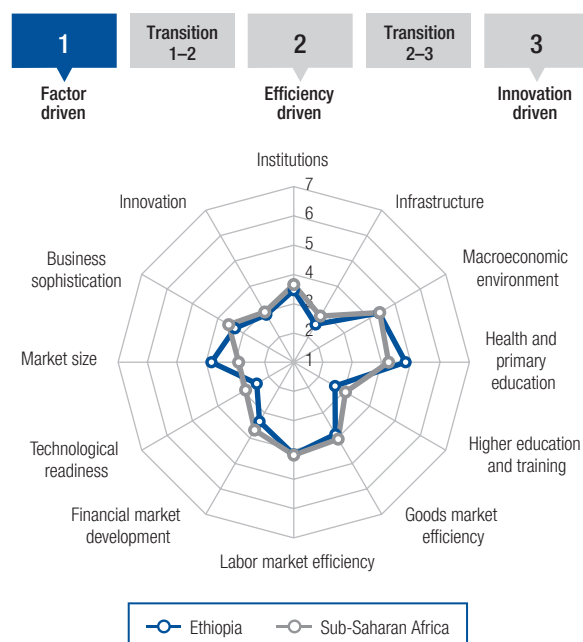 1
Transition
1–2
2
Transition
2–3
3
Factor
driven
Efficiency
driven
Innovation
driven
Institutions
Infrastructure
Macroeconomic
environment
Health and
primary
education
Higher education
and training
Goods market
efficiency
Labor market efficiency
Financial market
development
Technological
readiness
Market size
Business
sophistication
Innovation
7
6
5
4
3
2
1
Ethiopia
Sub-Saharan Africa